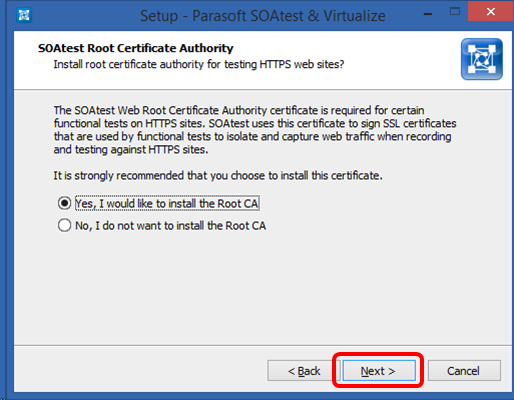 Setup - Parasoft SOAtest & Virtualize
SOAtest Root Certificate Authority
Install root certificate authority for testing HTTPS web sites?
The SOAtest Web Root Certificate Authority certificate is required for certain
functional tests on HTTPS sites. SOAtest uses this certificate to sign SSL certificates
that are used by functional tests to isolate and capture web traffic when recording
and testing against HTTPS sites.
It is strongly recommended that you choose to install this certificate.
Yes, I would like to install the Root CA
No, I do not want to install the Root CA
< Back Next > Cancel